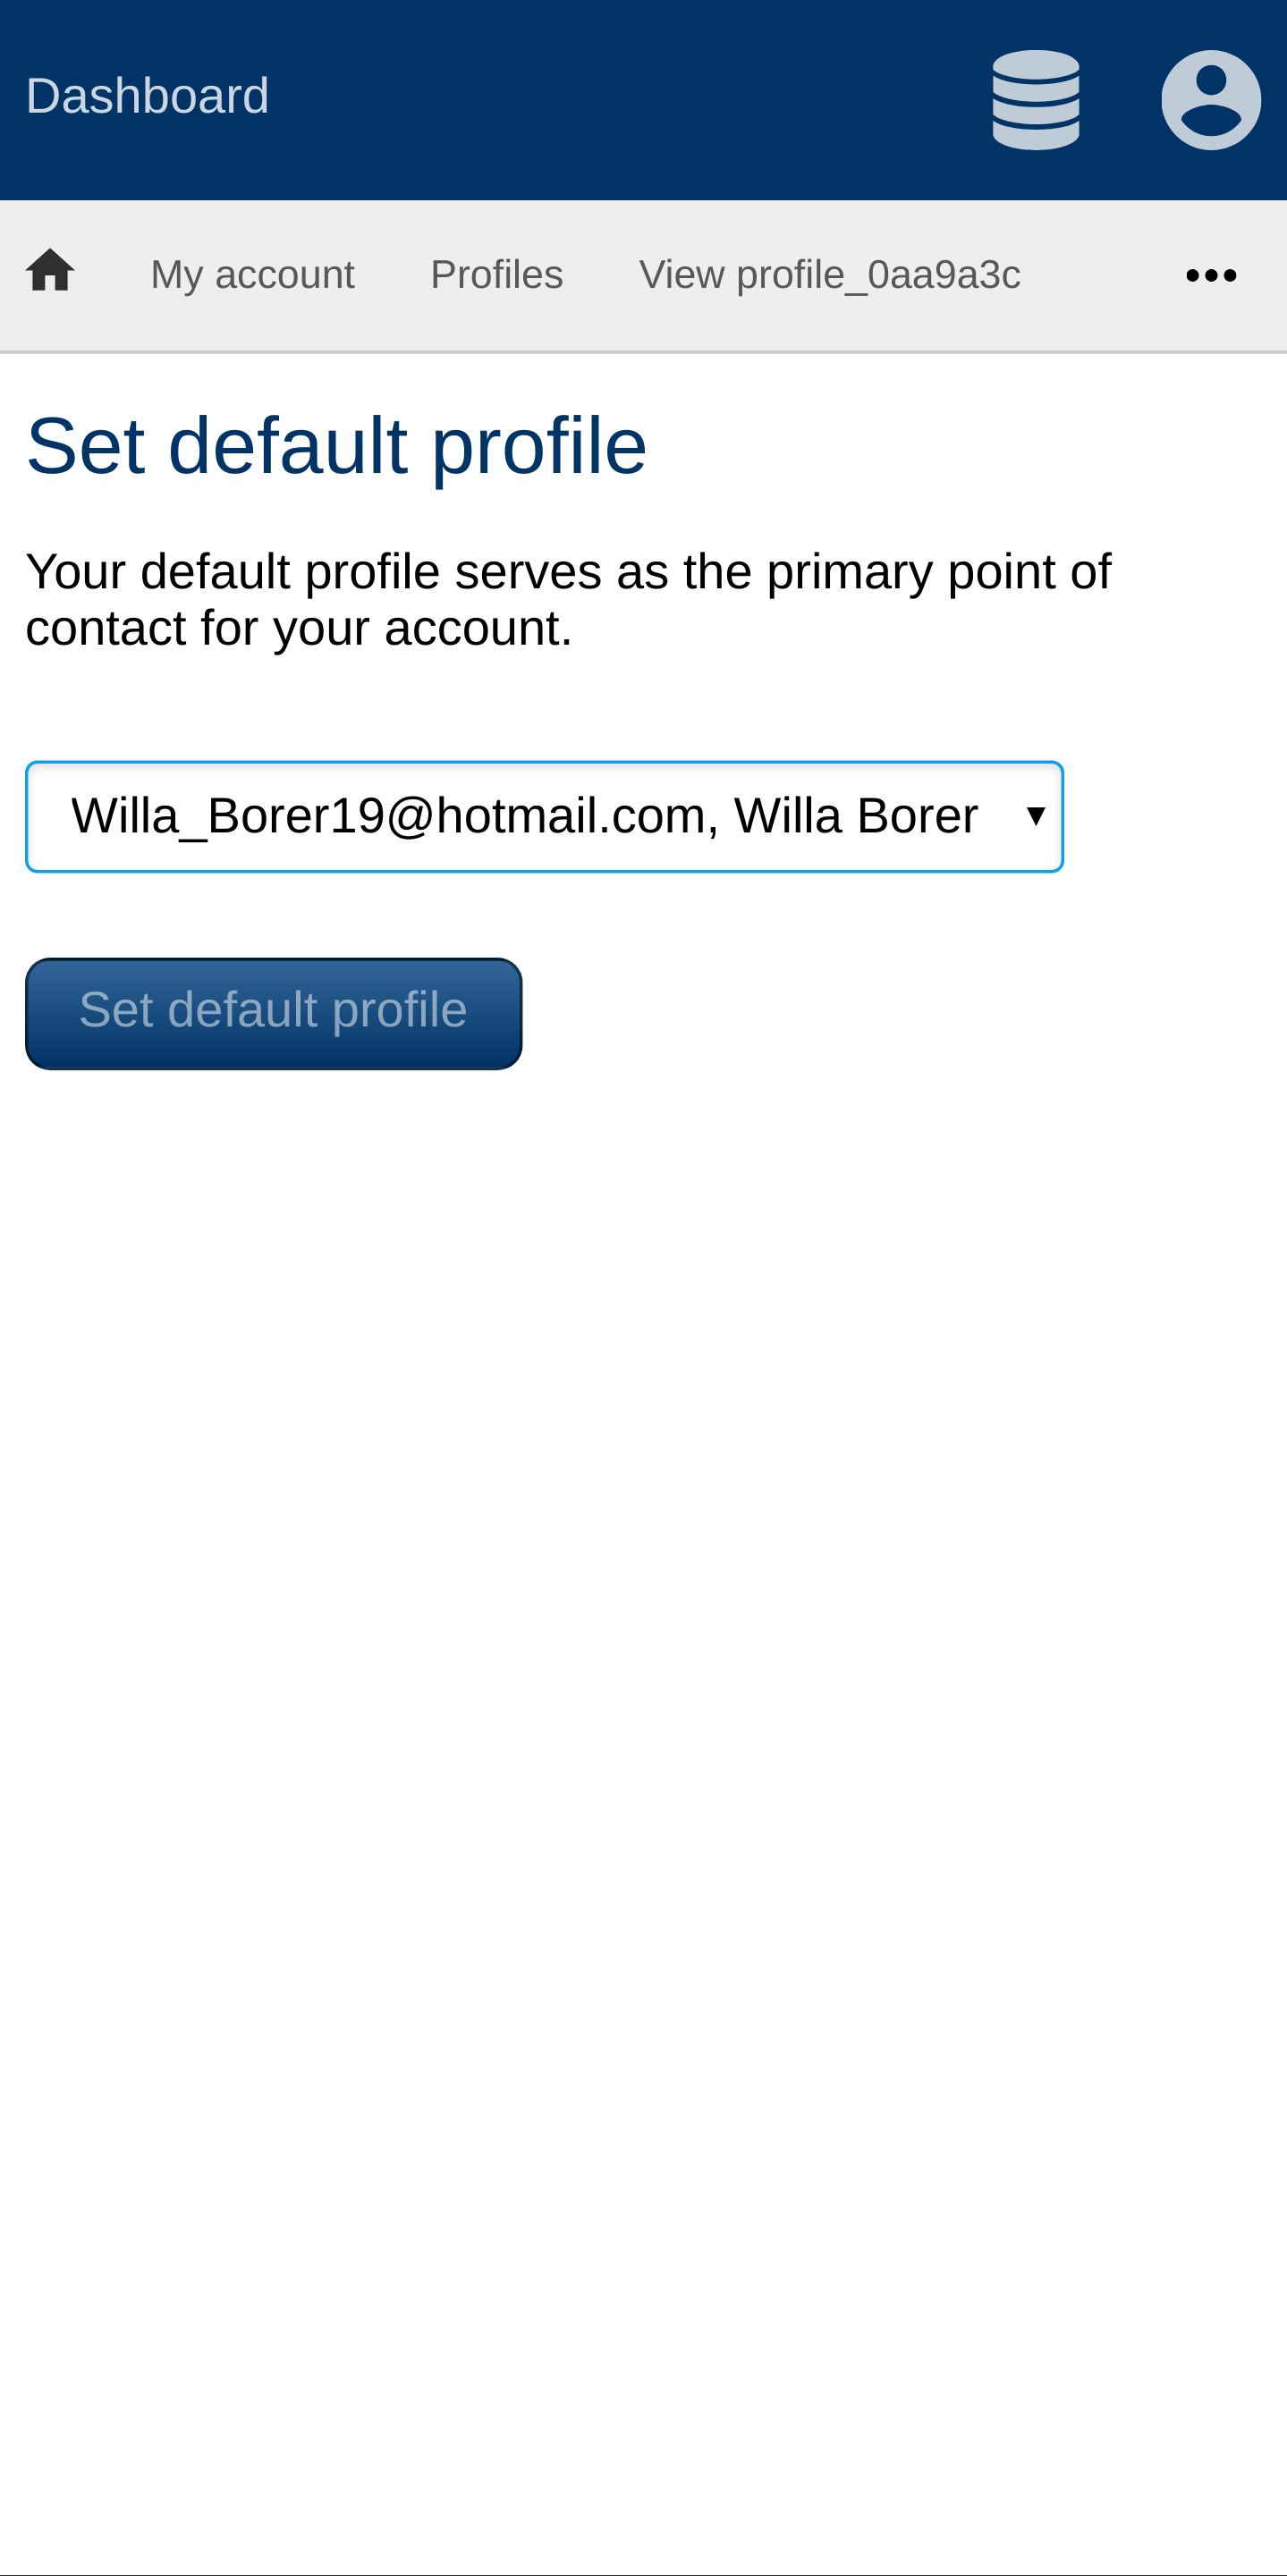 Dashboard
My account Profiles View profile_0aa9a3c
Set default profile
Your default profile serves as the primary point of
contact for your account.
Willa_Borer19@hotmail.com, Willa Borer
Set default profile